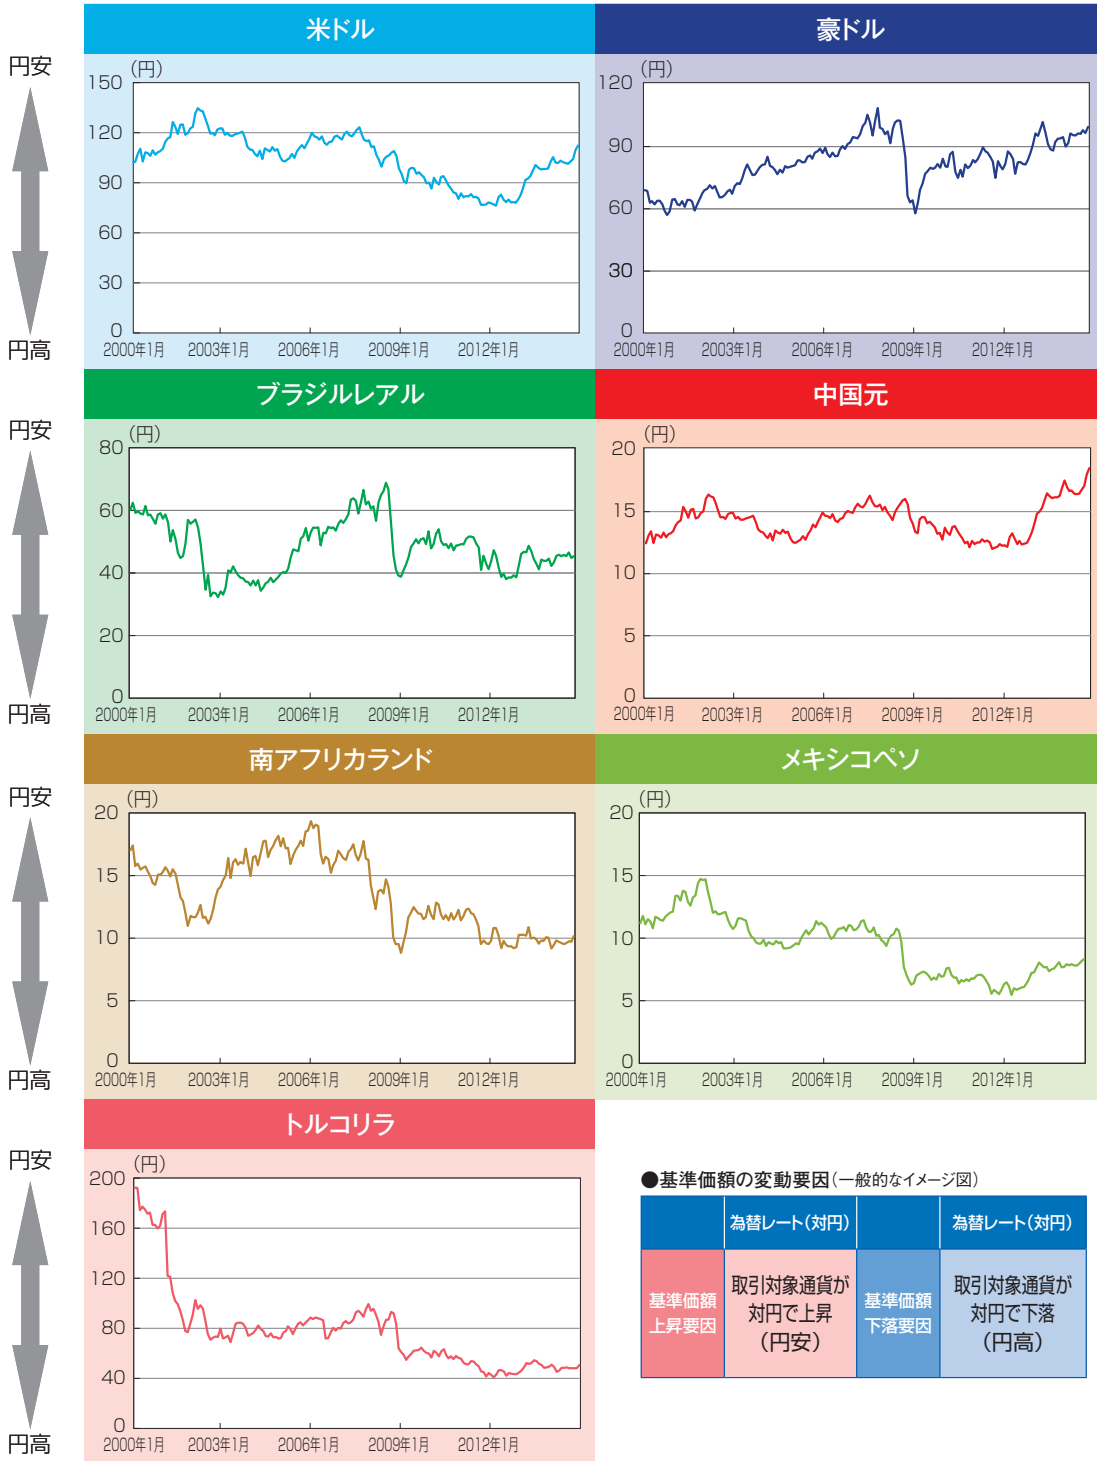 米ドル
豪ドル
円安
円高
(円)
150
120
90
60
30
0
2000年1月
2003年1月
2006年1月
2009年1月
2012年1月
(円)
120
90
60
30
0
2000年1月
2003年1月
2006年1月
2009年1月
2012年1月
ブラジルレアル
中国元
円安
円高
(円)
80
60
40
20
0
2000年1月
2003年1月
2006年1月
2009年1月
2012年1月
(円)
20
15
10
5
0
2000年1月
2003年1月
2006年1月
2009年1月
2012年1月
南アフリカランド
メキシコペソ
円安
円高
(円)
20
15
10
5
0
2000年1月
2003年1月
2006年1月
2009年1月
2012年1月
(円)
20
15
10
5
0
2000年1月
2003年1月
2006年1月
2009年1月
2012年1月
トルコリラ
円安
円高
(円)
200
160
120
80
40
0
2000年1月
2003年1月
2006年1月
2009年1月
2012年1月
●基準価額の変動要因(一般的なイメージ図)
為替レート(対円)
為替レート(対円)
基準価額
上昇要因
取引対象通貨が
対円で上昇
(円安)
基準価額
下落要因
取引対象通貨が
対円で下落
(円高)